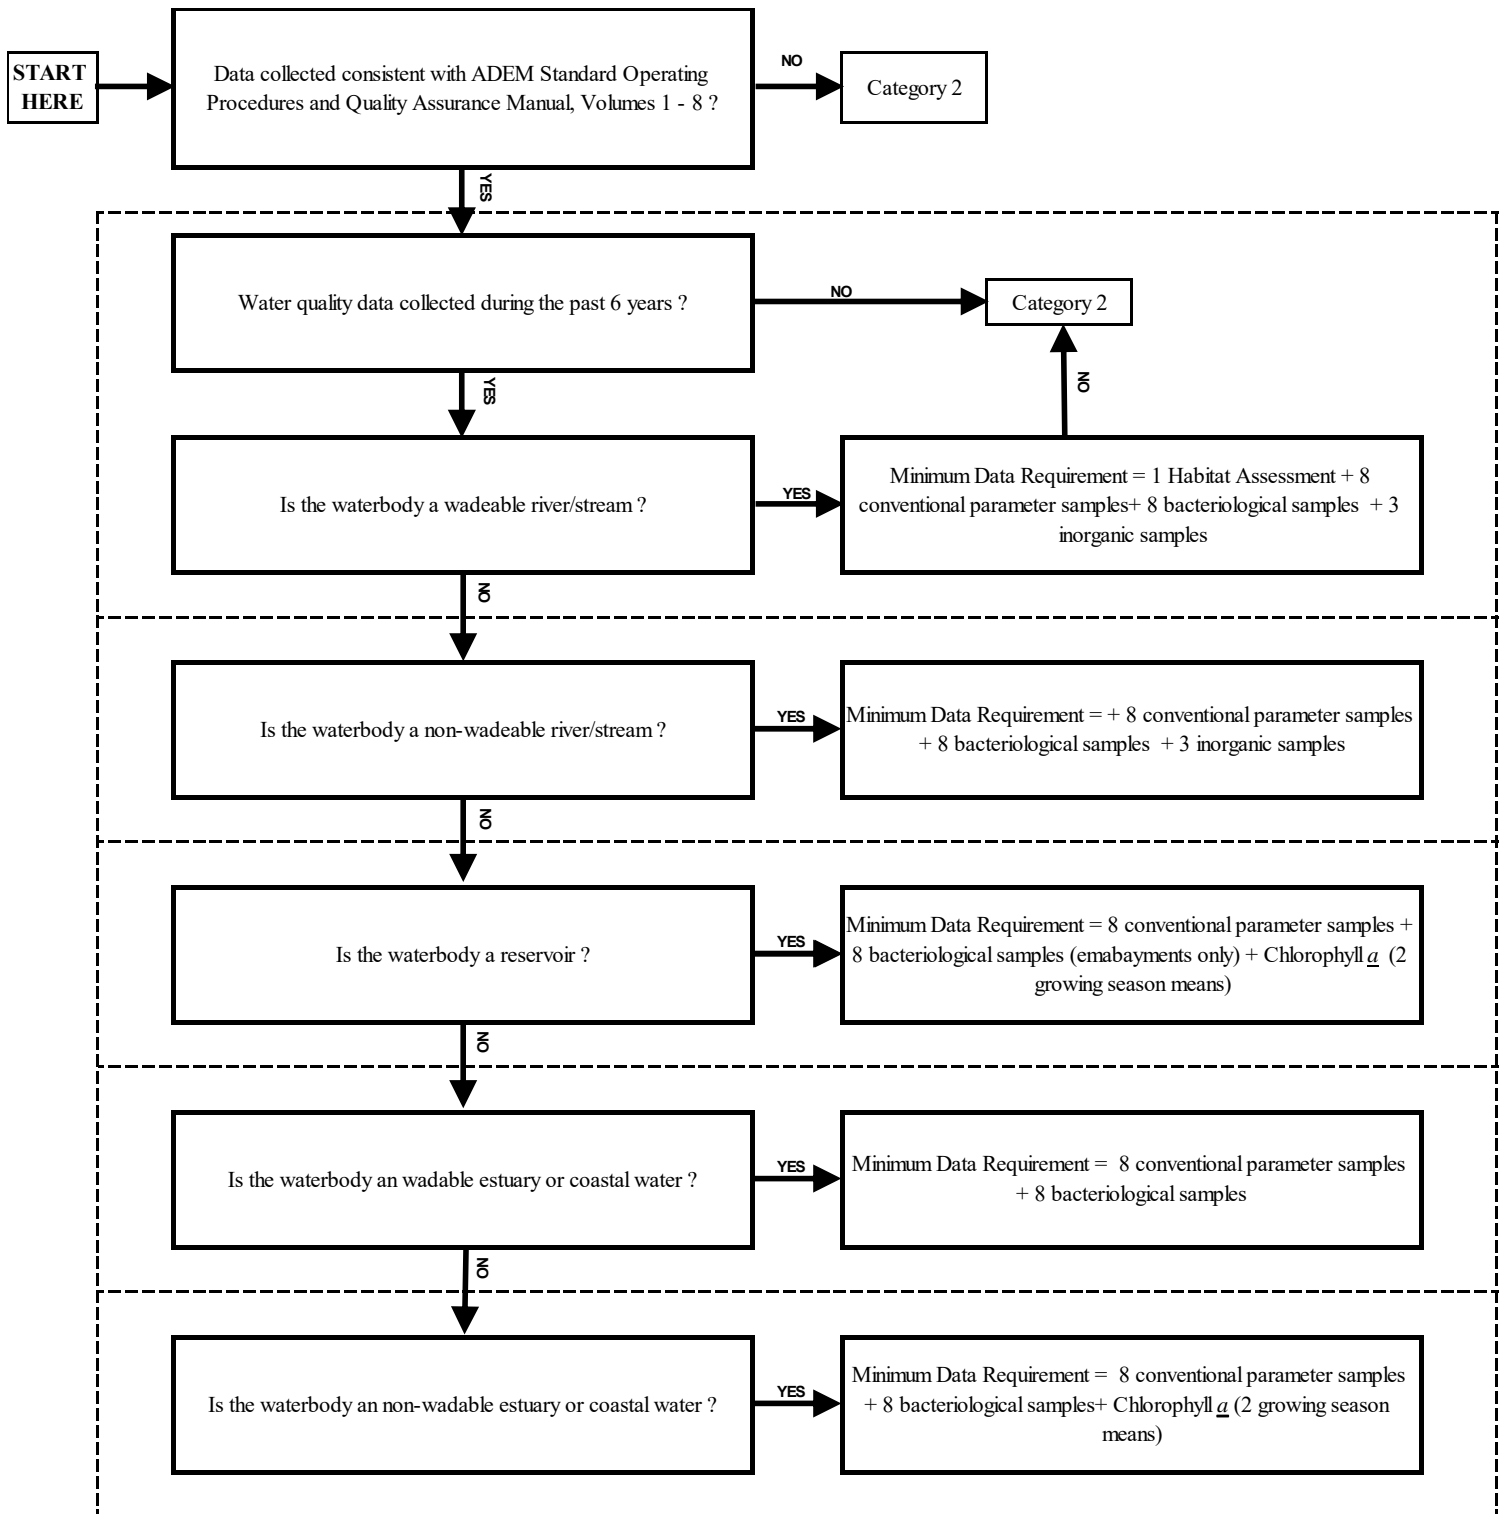 START
HERE
Data collected consistent with ADEM Standard Operating
Procedures and Quality Assurance Manual, Volumes 1 - 8 ?
NO
Category 2
YES
Water quality data collected during the past 6 years ?
NO
Category 2
YES
NO
Is the waterbody a wadeable river/stream ?
YES
Minimum Data Requirement = 1 Habitat Assessment + 8
conventional parameter samples+ 8 bacteriological samples + 3
inorganic samples
NO
Is the waterbody a non-wadeable river/stream ?
YES
Minimum Data Requirement = + 8 conventional parameter samples
+ 8 bacteriological samples + 3 inorganic samples
NO
Is the waterbody a reservoir ?
YES
Minimum Data Requirement = 8 conventional parameter samples +
8 bacteriological samples (emabayments only) + Chlorophyll a (2
growing season means)
NO
Is the waterbody an wadable estuary or coastal water ?
YES
Minimum Data Requirement = 8 conventional parameter samples
+ 8 bacteriological samples
NO
Is the waterbody an non-wadable estuary or coastal water ?
YES
Minimum Data Requirement = 8 conventional parameter samples
+ 8 bacteriological samples+ Chlorophyll a (2 growing season
means)